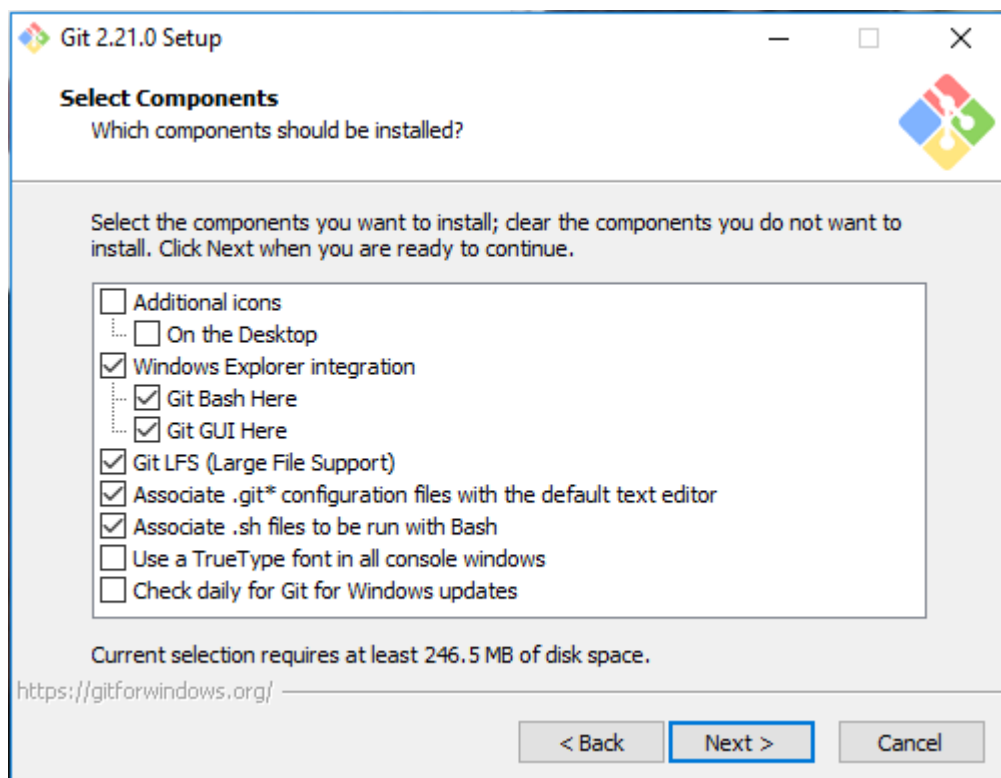 Git 2.21.0 Setup
Select Components
Which components should be installed?
Select the components you want to install; clear the components you do not want to
install. Click Next when you are ready to continue.
Additional icons
On the Desktop
Windows Explorer integration
Git Bash Here
Git GUI Here
Git LFS (Large File Support)
Associate .git* configuration files with the default text editor
Associate .sh files to be run with Bash
Use a TrueType font in all console windows
Check daily for Git for Windows updates
Current selection requires at least 246.5 MB of disk space.
https://gitforwindows.org/
< Back Next > Cancel